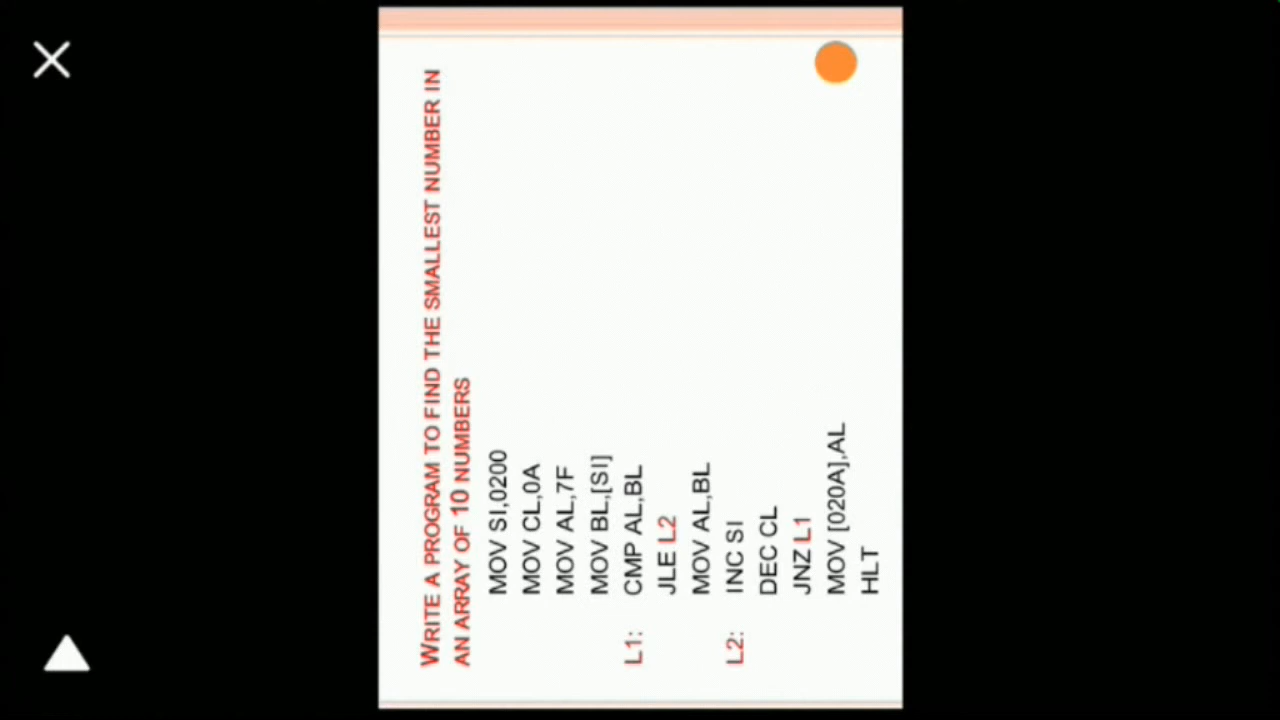 WRITE A PROGRAM TO FIND THE SMALLEST NUMBER IN
AN ARRAY OF 10 NUMBERS
MOV SI,0200
MOV CL,0A
MOV AL,7F
MOV BL,[SI]
L1: CMP AL,BL
JLE L2
MOV AL,BL
L2: INC SI
DEC CL
JNZ L1
MOV [020A],AL
HLT